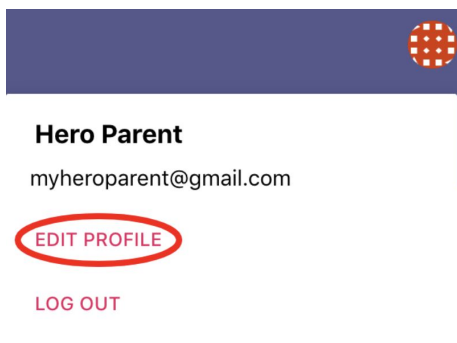 Hero Parent
myheroparent@gmail.com
EDIT PROFILE
LOG OUT